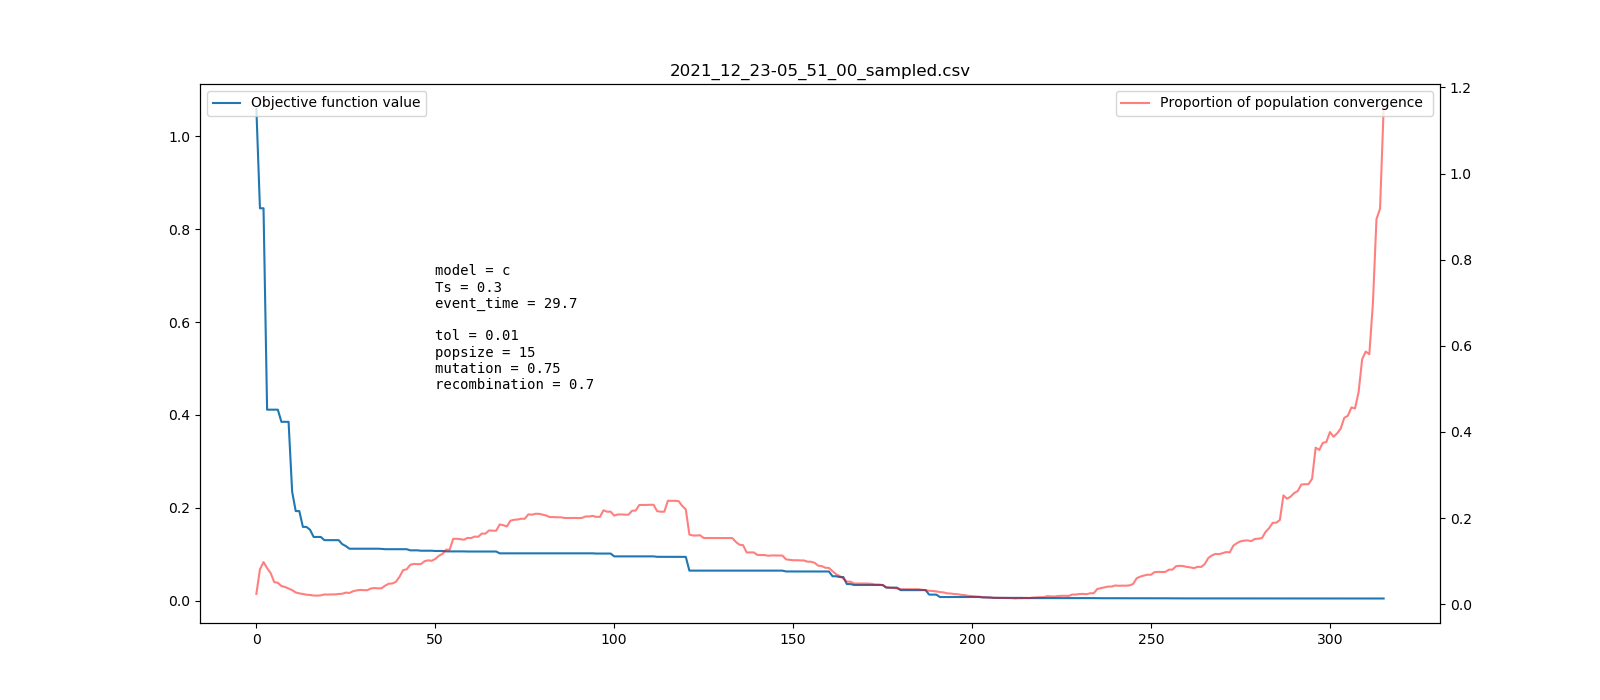 2021_12_23-05_51_00_sampled.csv
Objective function value
Proportion of population convergence
1.0
0.8
0.6
0.4
0.2
0.0
model = c
Ts = 0.3
event_time = 29.7
tol = 0.01
popsize = 15
mutation = 0.75
recombination = 0.7
1.2
1.0
0.8
0.6
0.4
0.2
0.0
0 50 100 150 200 250 300